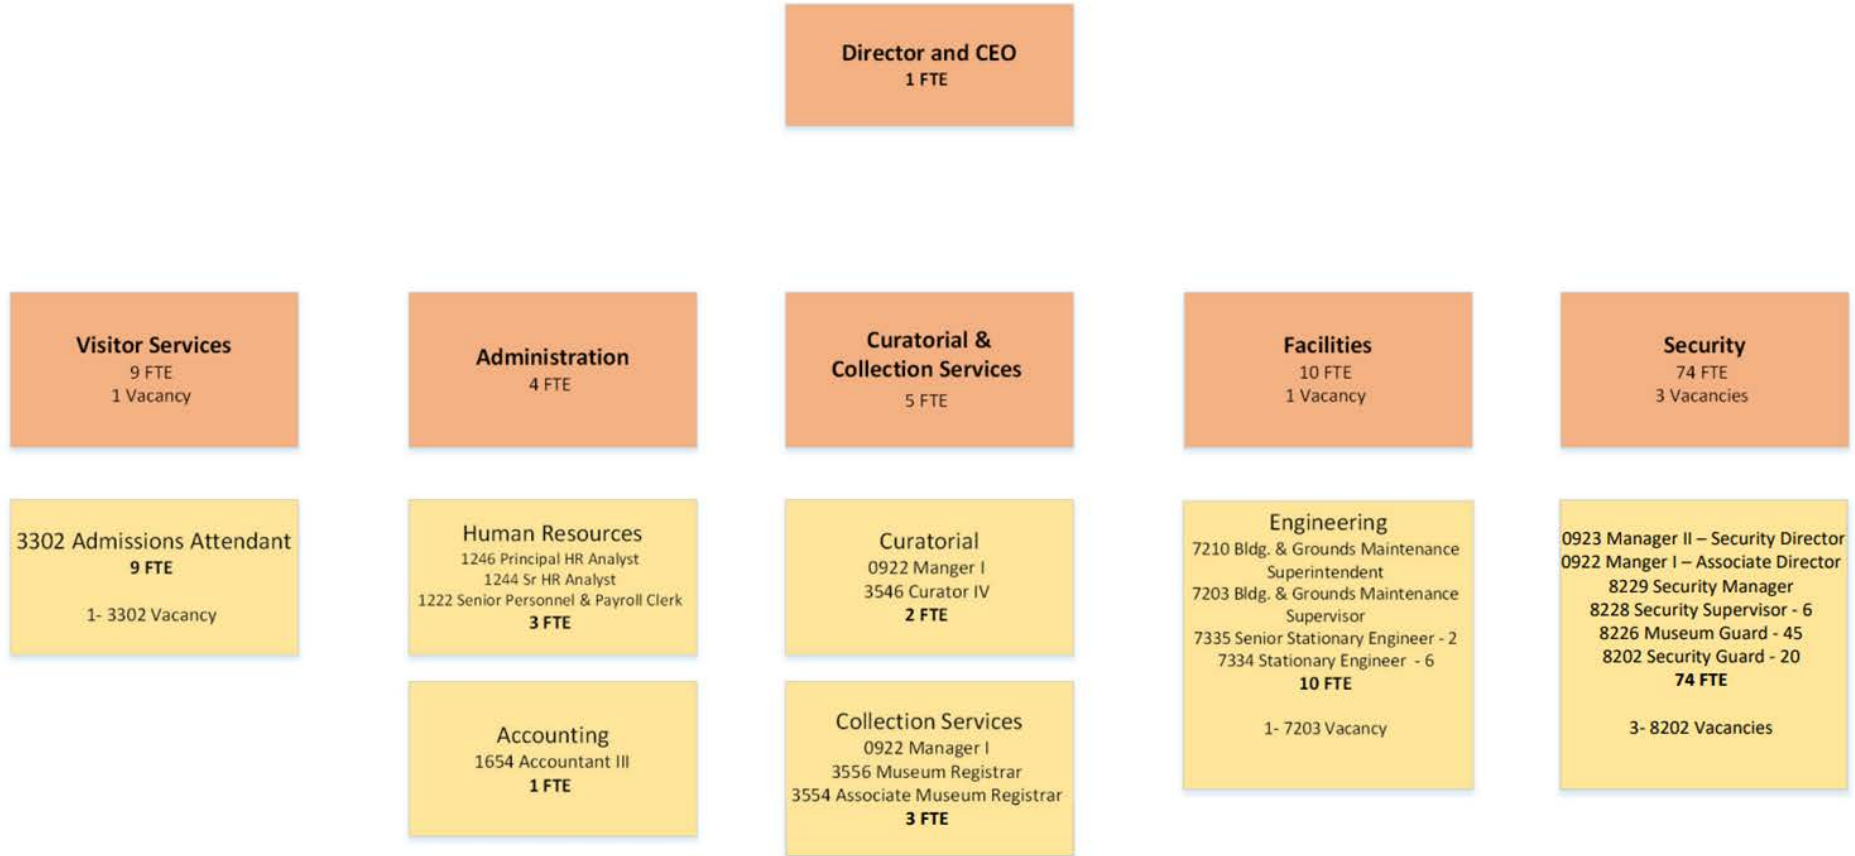 Director and CEO
1 FTE
Visitor Services
9 FTE
1 Vacancy
Administration
4 FTE
Curatorial &
Collection Services
5 FTE
Facilities
10 FTE
1 Vacancy
Security
74 FTE
3 Vacancies
3302 Admissions Attendant
9 FTE
1- 3302 Vacancy
Human Resources
1246 Principal HR Analyst
1244 Sr HR Analyst
1222 Senior Personnel & Payroll Clerk
3 FTE
Accounting
1654 Accountant III
1 FTE
Curatorial
0922 Manger I
3546 Curator IV
2 FTE
Collection Services
0922 Manager I
3556 Museum Registrar
3554 Associate Museum Registrar
3 FTE
Engineering
7210 Bldg. & Grounds Maintenance
Superintendent
7203 Bldg. & Grounds Maintenance
Supervisor
7335 Senior Stationary Engineer - 2
7334 Stationary Engineer - 6
10 FTE
1- 7203 Vacancy
0923 Manager II – Security Director
0922 Manger I – Associate Director
8229 Security Manager
8228 Security Supervisor - 6
8226 Museum Guard - 45
8202 Security Guard - 20
74 FTE
3- 8202 Vacancies